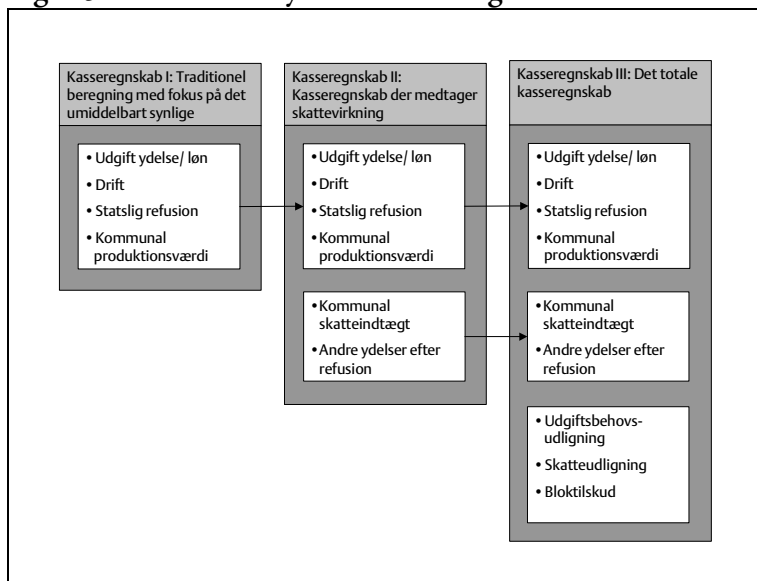 Kasseregnskab I: Traditionel
beregning med fokus på det
umiddelbart synlige
• Udgift ydelse/ løn
• Drift
• Statslig refusion
• Kommunal
produktionsværdi
Kasseregnskab II:
Kasseregnskab der medtager
skattevirkning
• Udgift ydelse/ løn
• Drift
• Statslig refusion
• Kommunal
produktionsværdi
• Kommunal
skatteindtægt
• Andre ydelser efter
refusion
Kasseregnskab III: Det totale
kasseregnskab
• Udgift ydelse/ løn
• Drift
• Statslig refusion
• Kommunal
produktionsværdi
• Kommunal
skatteindtægt
• Andre ydelser efter
refusion
• Udgiftsbehovs-
udligning
• Skatteudligning
• Bloktilskud